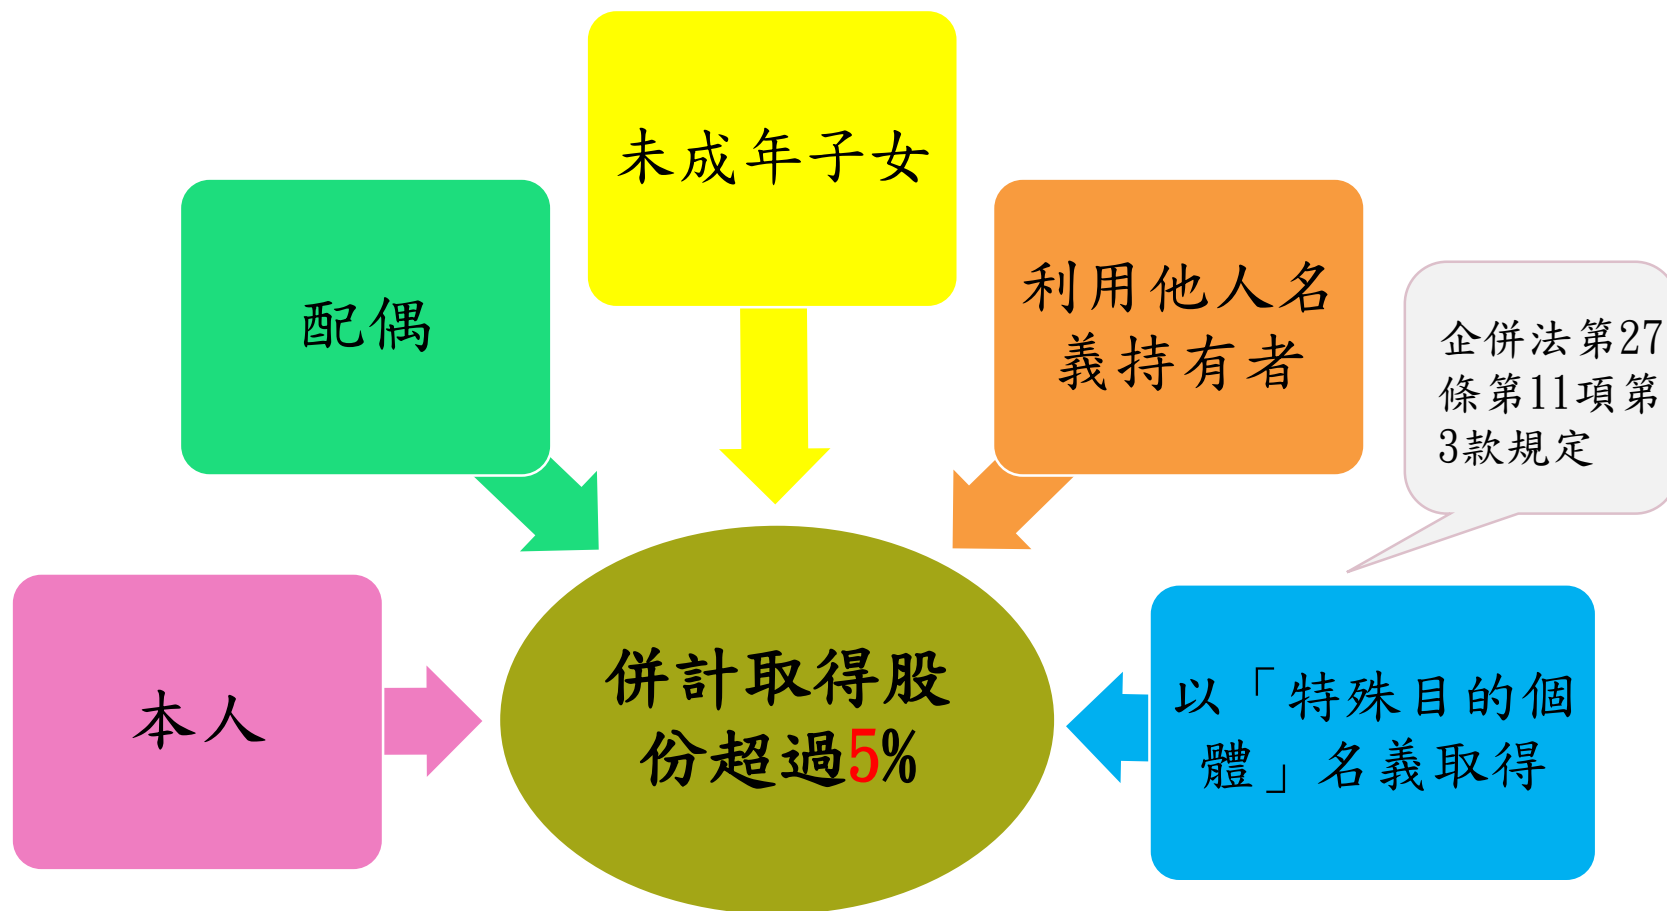 未成年子女
配偶
利用他人名
義持有者
企併法第27
條第11項第
3款規定
本人
併計取得股
份超過5%
以「特殊目的個
體」名義取得